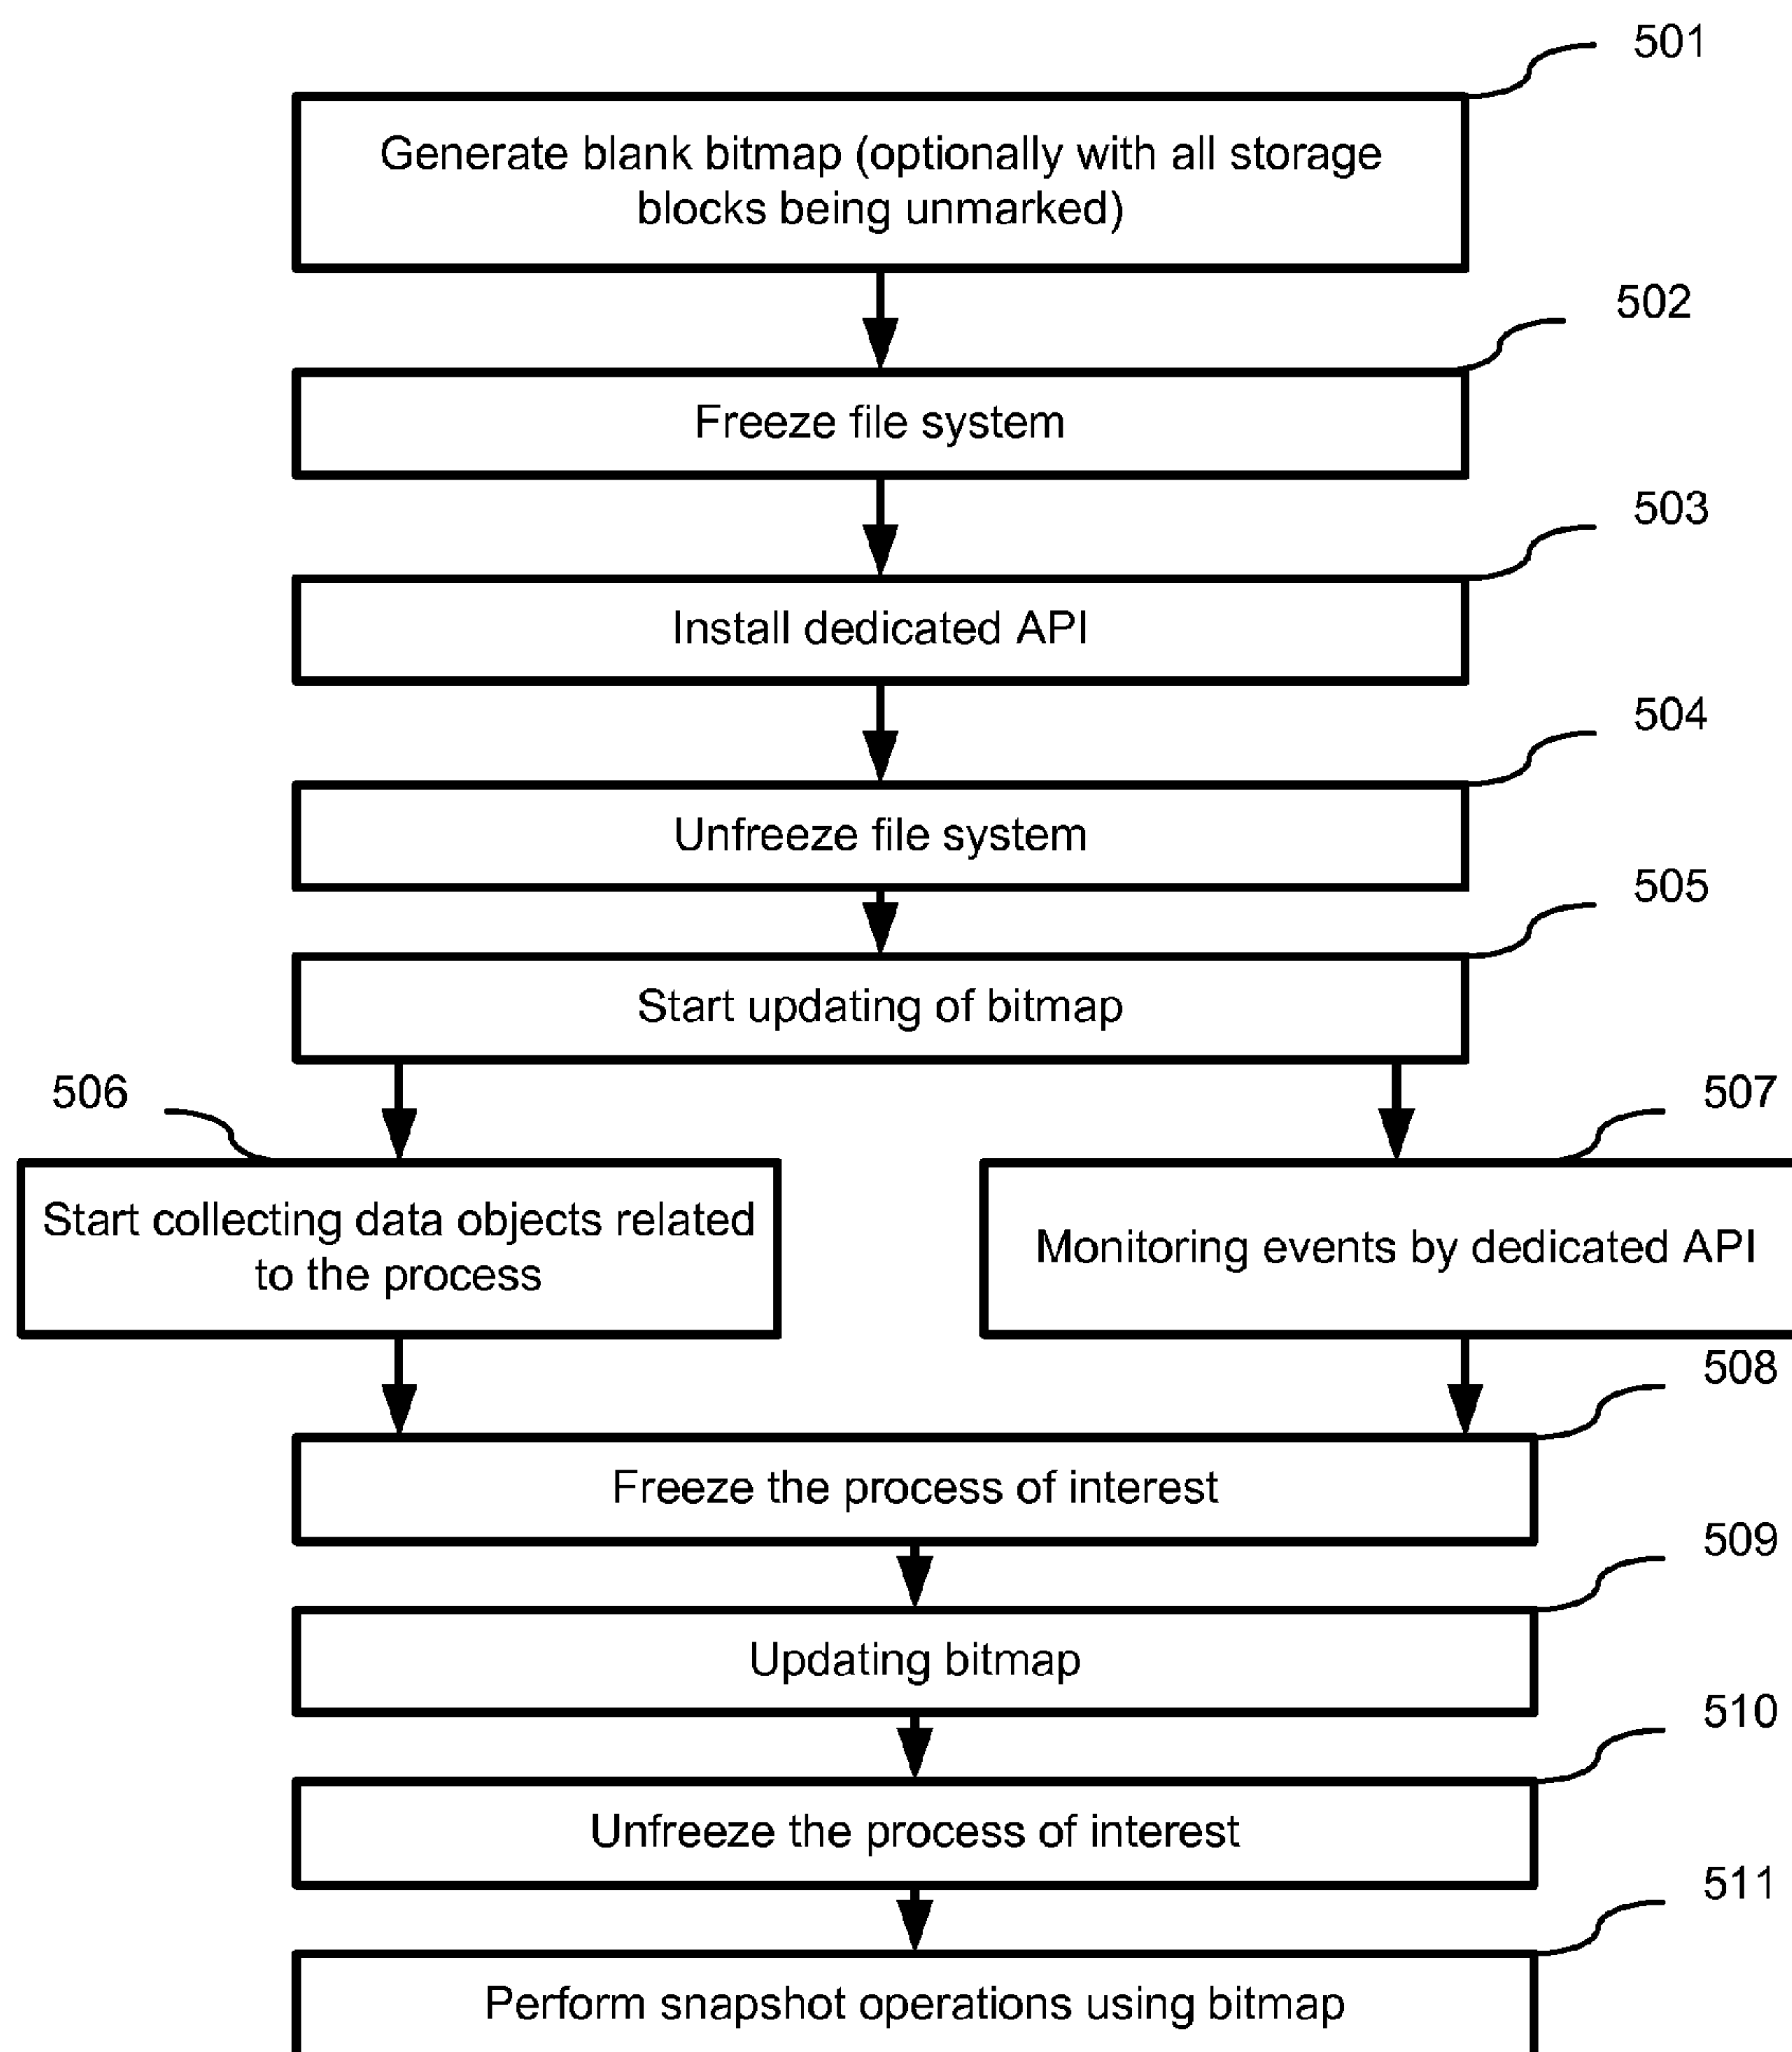 501
Generate blank bitmap (optionally with all storage
blocks being unmarked)
502
Freeze file system
503
Install dedicated API
504
Unfreeze file system
505
Start updating of bitmap
506
507
Start collecting data objects related
to the process
Monitoring events by dedicated API
508
Freeze the process of interest
509
Updating bitmap
510
Unfreeze the process of interest
511
Perform snapshot operations using bitmap